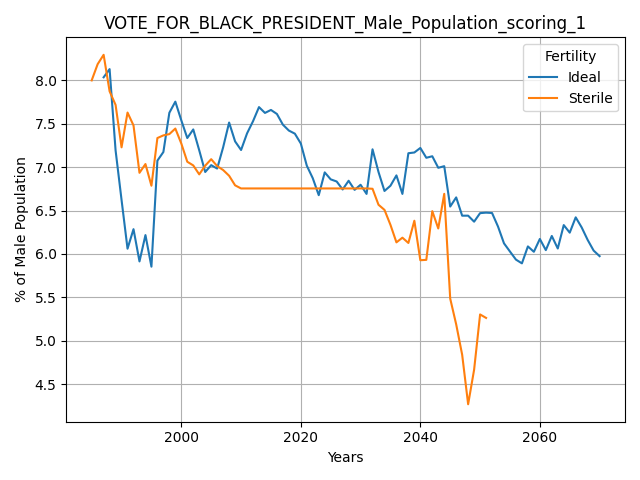 VOTE_FOR_BLACK_PRESIDENT_Male_Population_scoring_1
Fertility
Ideal
Sterile
% of Male Population
8.0
7.5
7.0
6.5
6.0
5.5
5.0
4.5
2000
2020
2040
2060
Years